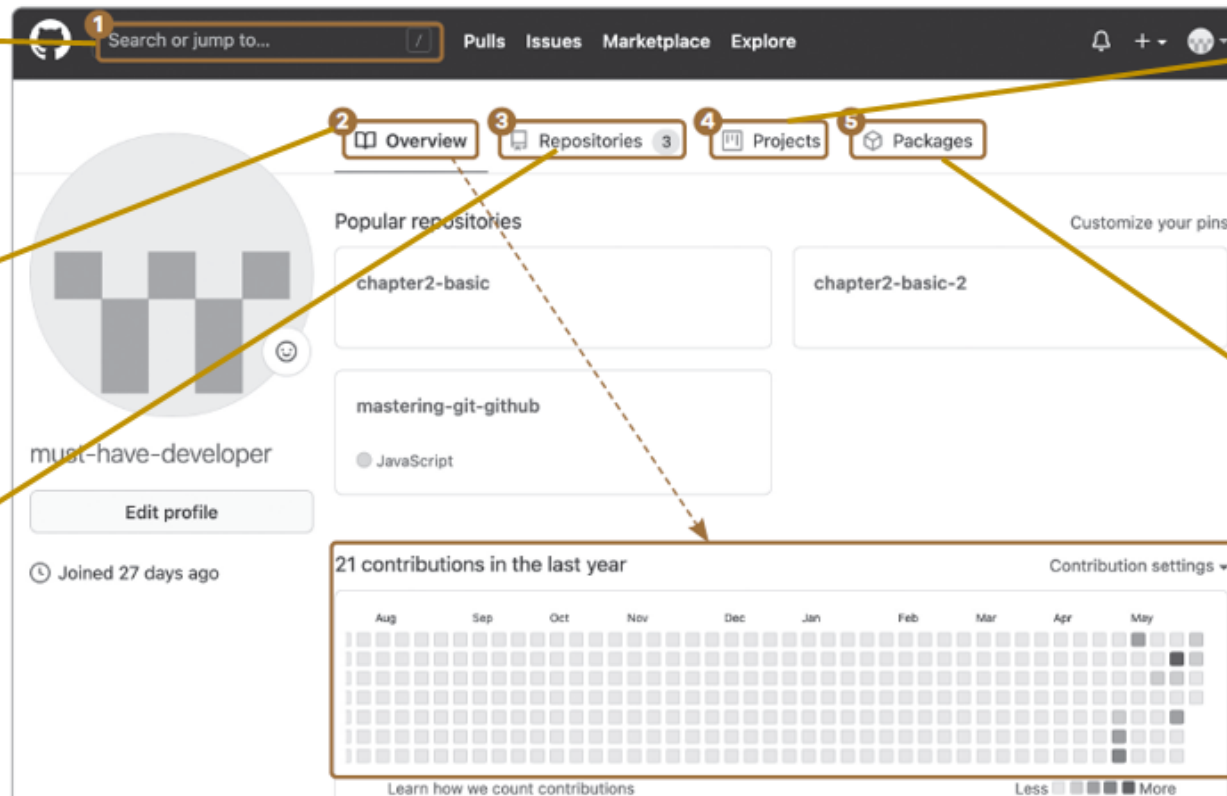 1
Search or jump to... /
Pulls Issues Marketplace Explore
2 Overview
3 Repositories 3
4 Projects
5 Packages
Popular repositories
Customize your pins
chapter2-basic
chapter2-basic-2
mastering-git-github
JavaScript
must-have-developer
Edit profile
Joined 27 days ago
21 contributions in the last year
Contribution settings
Aug Sep Oct Nov Dec Jan Feb Mar Apr May
Learn how we count contributions
Less More